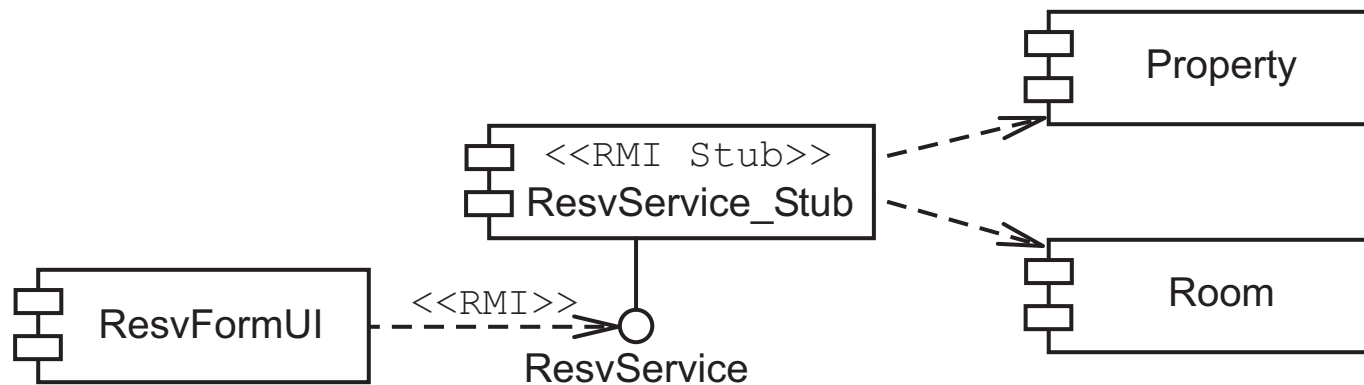 Property
<<RMI Stub>>
ResvService_Stub
<<RMI>>
Room
ResvFormUI
ResvService